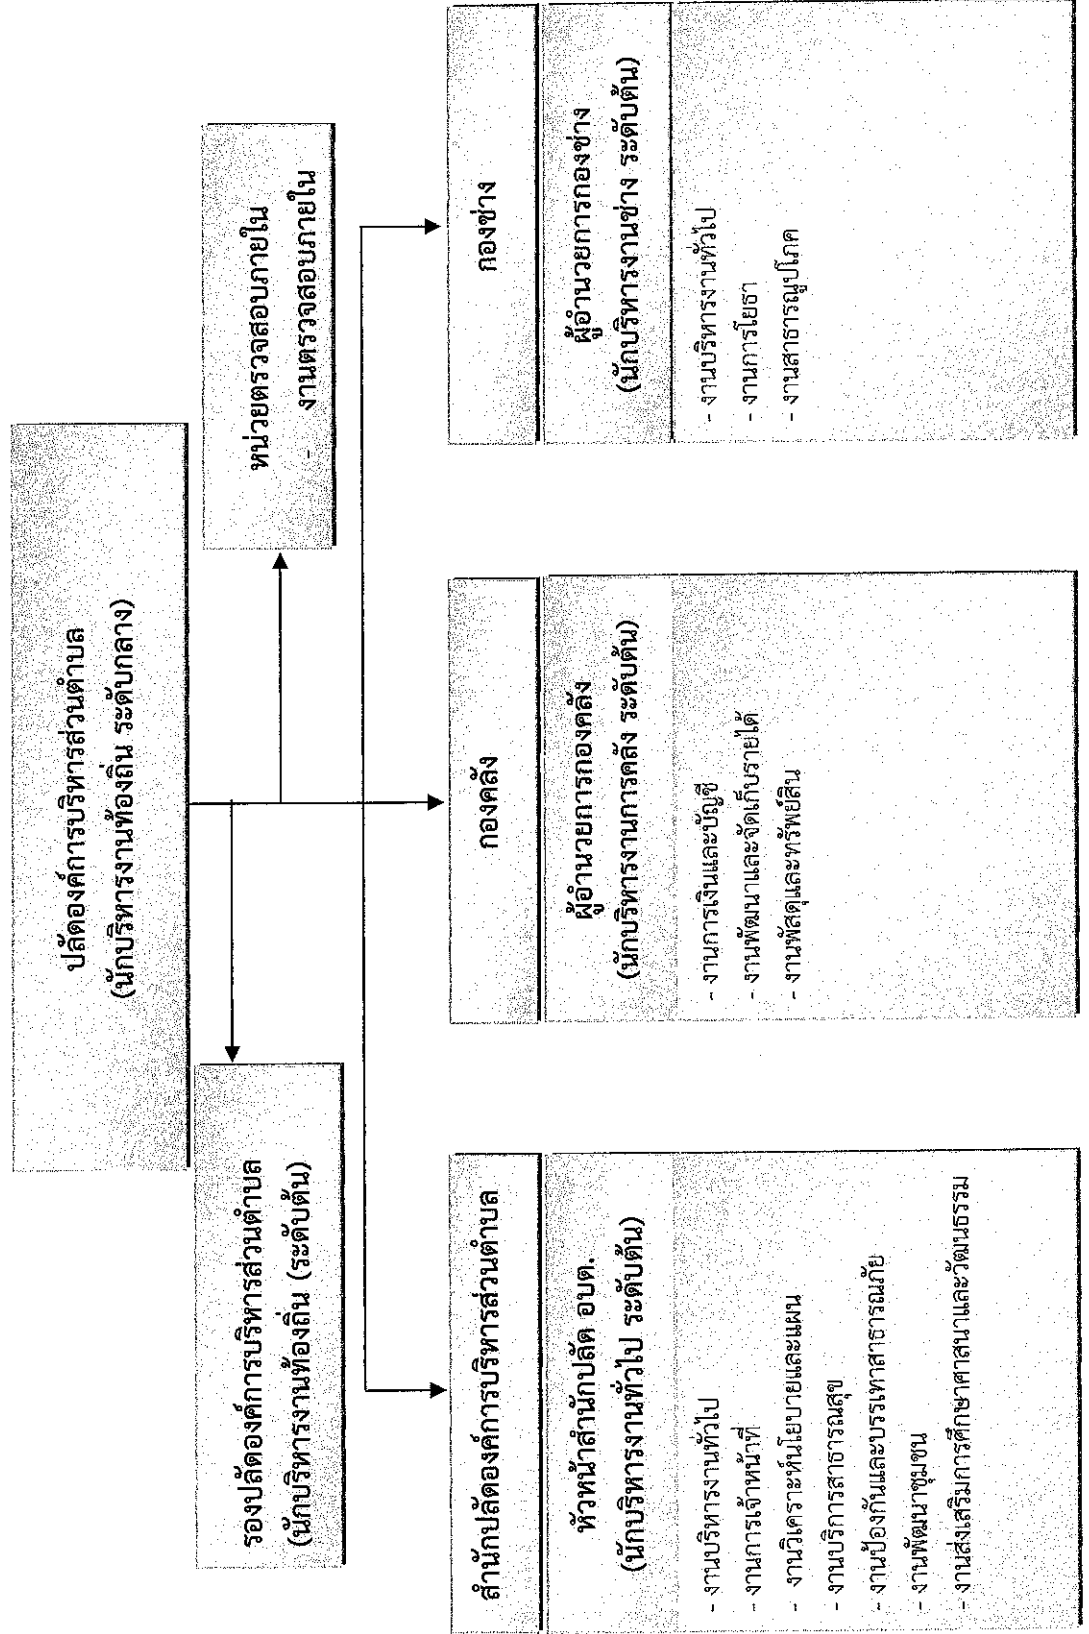 ปลัดองค์การบริหารส่วนตำบล
(นักบริหารงานท้องถิ่น ระดับกลาง)
รองปลัดองค์การบริหารส่วนตำบล
(นักบริหารงานท้องถิ่น (ระดับต้น)
หน่วยตรวจสอบภายใน
- งานตรวจสอบภายใน
สำนักปลัดองค์การบริหารส่วนตำบล
หัวหน้าสำนักปลัด อบต.
(นักบริหารงานทั่วไป ระดับต้น)
- งานบริหารงานทั่วไป
- งานการเจ้าหน้าที่
- งานวิเคราะห์นโยบายและแผน
- งานบริการสาธารณสุข
- งานป้องกันและบรรเทาสาธารณภัย
- งานพัฒนาชุมชน
- งานส่งเสริมการศึกษาศาสนาและวัฒนธรรม
กองคลัง
ผู้อำนวยการกองคลัง
(นักบริหารงานการคลัง ระดับต้น)
- งานการเงินและบัญชี
- งานพัฒนาและจัดเก็บรายได้
- งานพัสดุและทรัพย์สิน
กองช่าง
ผู้อำนวยการกองช่าง
(นักบริหารงานช่าง ระดับต้น)
- งานบริหารงานทั่วไป
- งานการโยธา
- งานสาธารณูปโภค